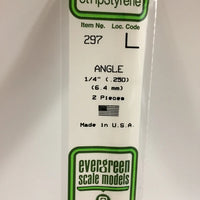 stripstyrene
Item No. Loc. Code
297 L
ANGLE
1/4" (.250)
(6.4 mm)
2 Pieces
Made in U.S.A.
evergreen
scale models